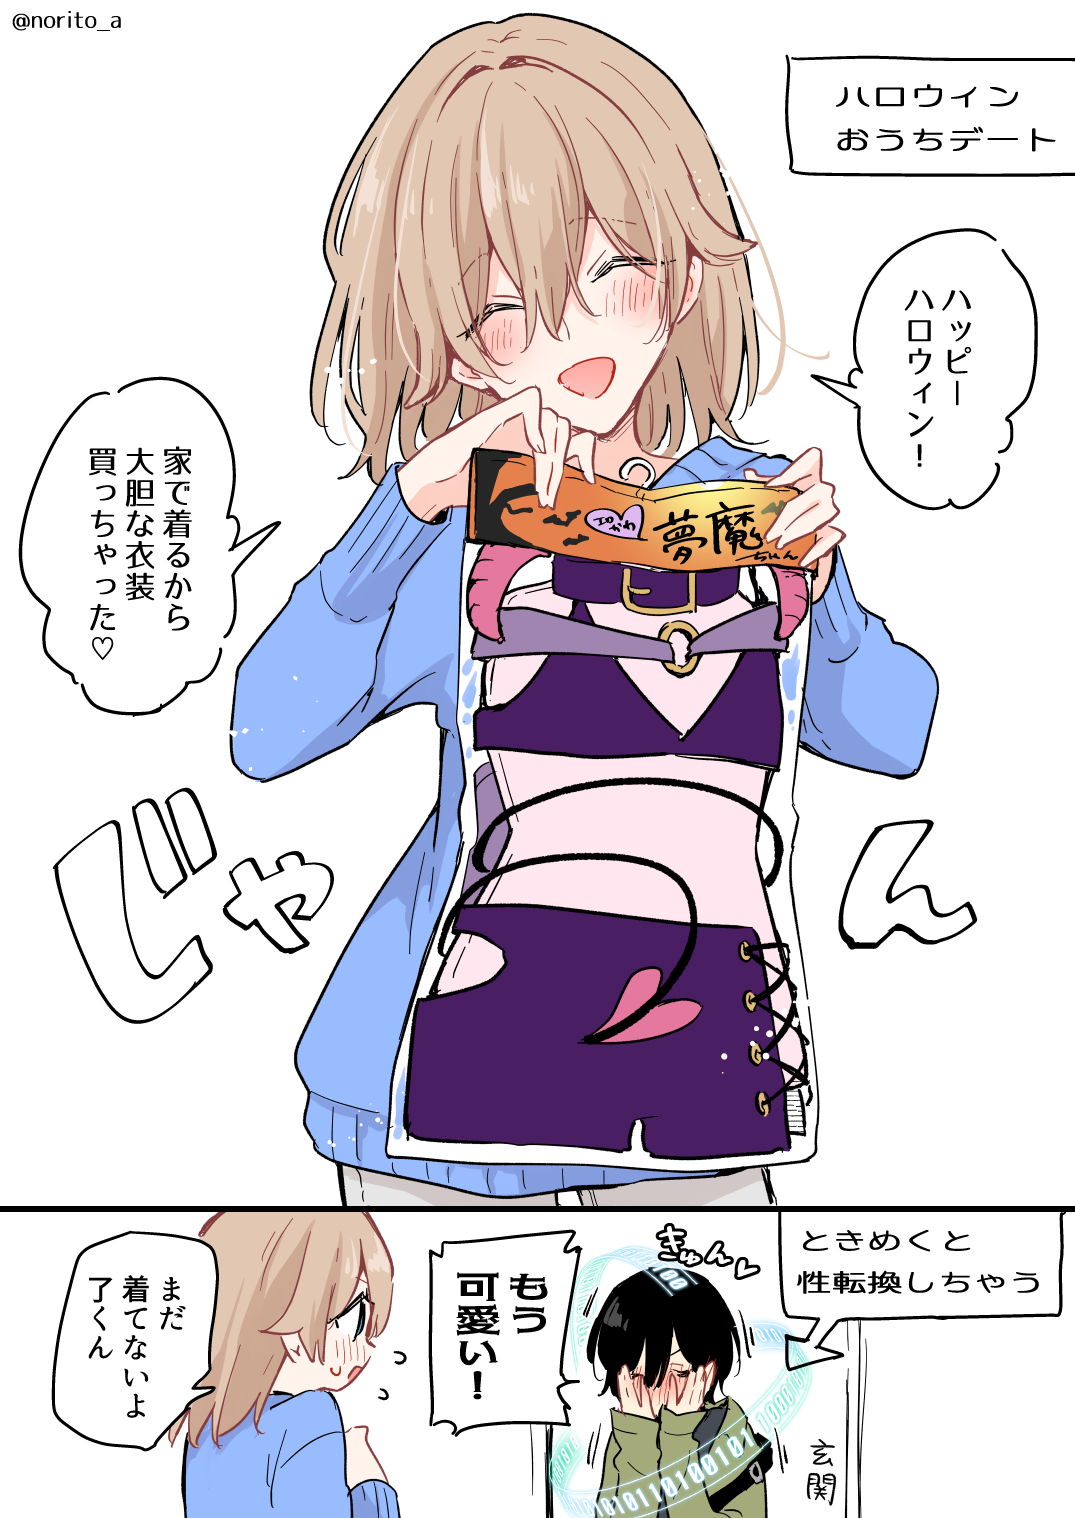 @norito_a
ハロウィン
おうちデート
ハッピー
ハロウィン！
家で着るから
大胆な衣装
買っちゃった♡
エロ
かわ
夢魔
ちゃん
じゃん
きゅん♡
ときめくと
性転換しちゃう
もう
可愛い！
まだ
着てないよ
了くん
玄関
010101101001011000101